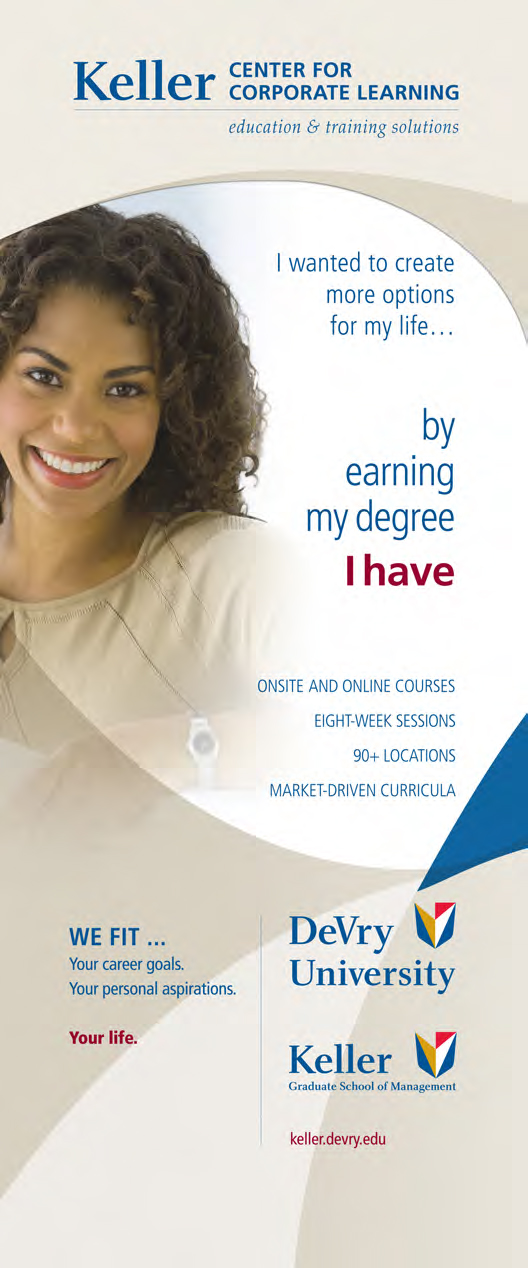 Keller CENTER FOR
CORPORATE LEARNING
education & training solutions
I wanted to create
more options
for my life...
by
earning
my degree
I have
ONSITE AND ONLINE COURSES
EIGHT-WEEK SESSIONS
90+ LOCATIONS
MARKET-DRIVEN CURRICULA
WE FIT ...
Your career goals.
Your personal aspirations.
Your life.
DeVry
University
Keller
Graduate School of Management
keller.devry.edu